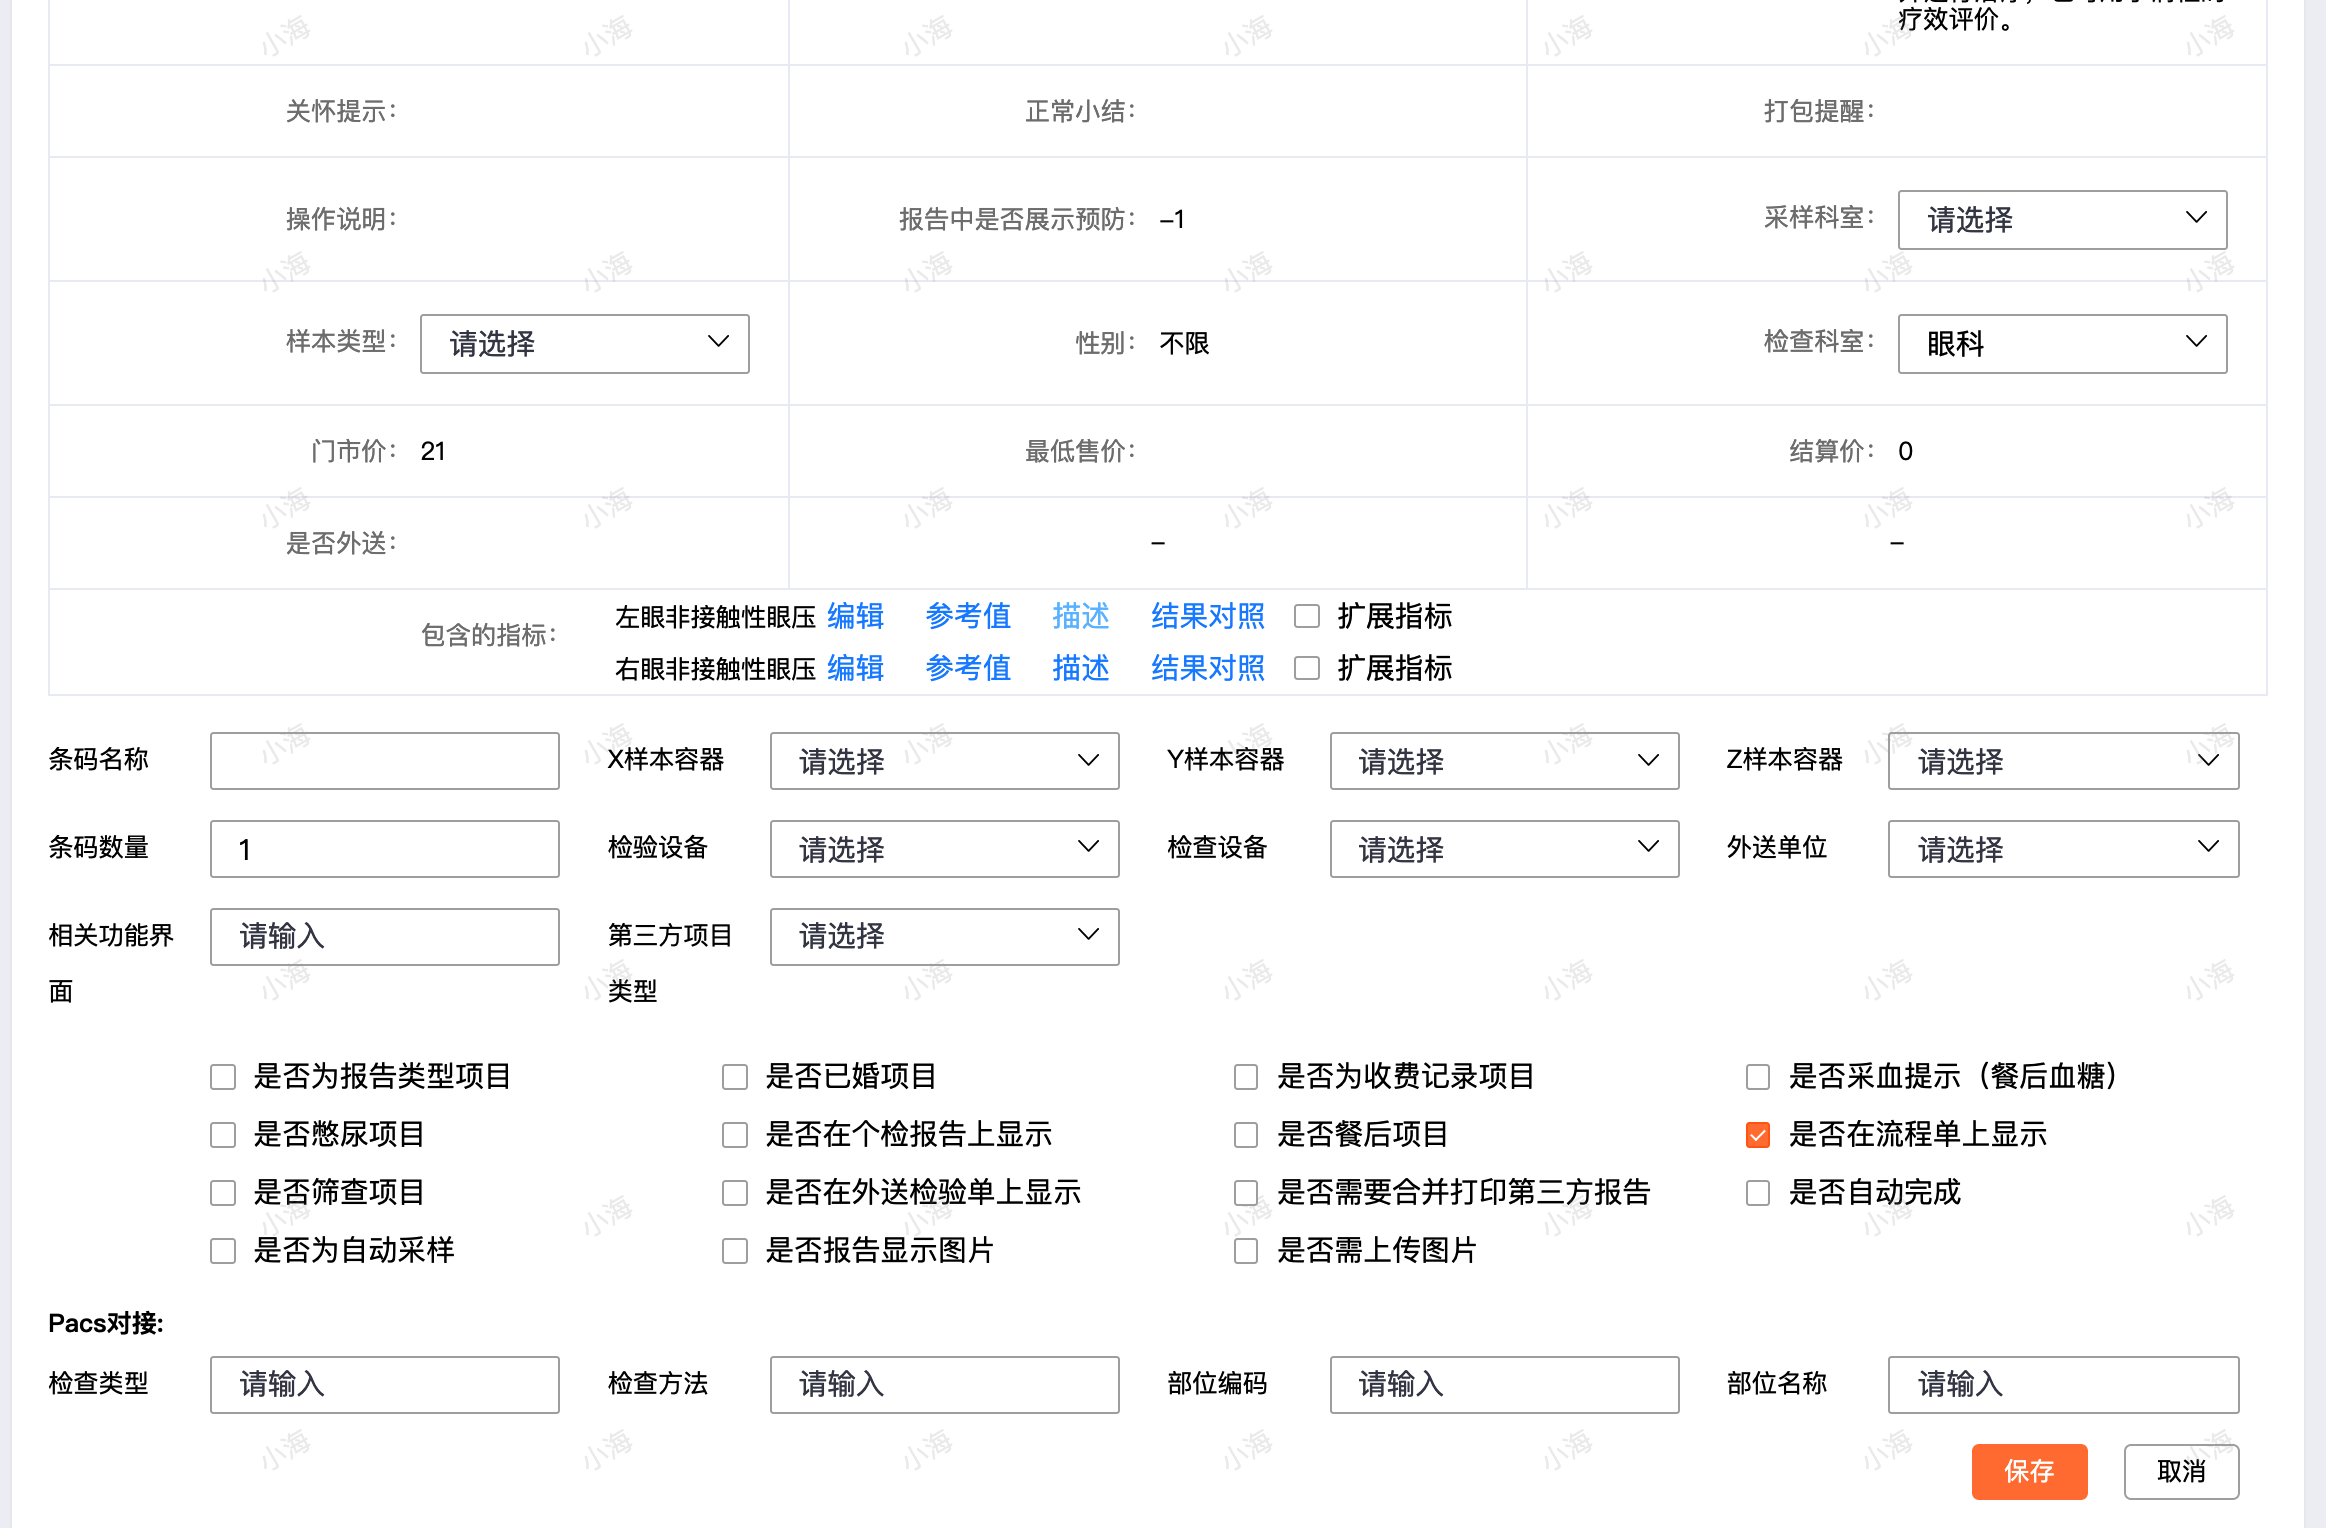 疗效评价。
关怀提示： 正常小结： 打包提醒：
操作说明： 报告中是否展示预防： -1 采样科室： 请选择
样本类型： 请选择 性别： 不限 检查科室： 眼科
门市价： 21 最低售价： 结算价： 0
是否外送： - -
包含的指标：
左眼非接触性眼压 编辑 参考值 描述 结果对照 扩展指标
右眼非接触性眼压 编辑 参考值 描述 结果对照 扩展指标
条码名称 X样本容器 请选择 Y样本容器 请选择 Z样本容器 请选择
条码数量 1 检验设备 请选择 检查设备 请选择 外送单位 请选择
相关功能界面 请输入 第三方项目类型 请选择
是否为报告类型项目 是否已婚项目 是否为收费记录项目 是否采血提示（餐后血糖）
是否憋尿项目 是否在个检报告上显示 是否餐后项目 是否在流程单上显示
是否筛查项目 是否在外送检验单上显示 是否需要合并打印第三方报告 是否自动完成
是否为自动采样 是否报告显示图片 是否需上传图片
Pacs对接:
检查类型 请输入 检查方法 请输入 部位编码 请输入 部位名称 请输入
保存 取消
小海